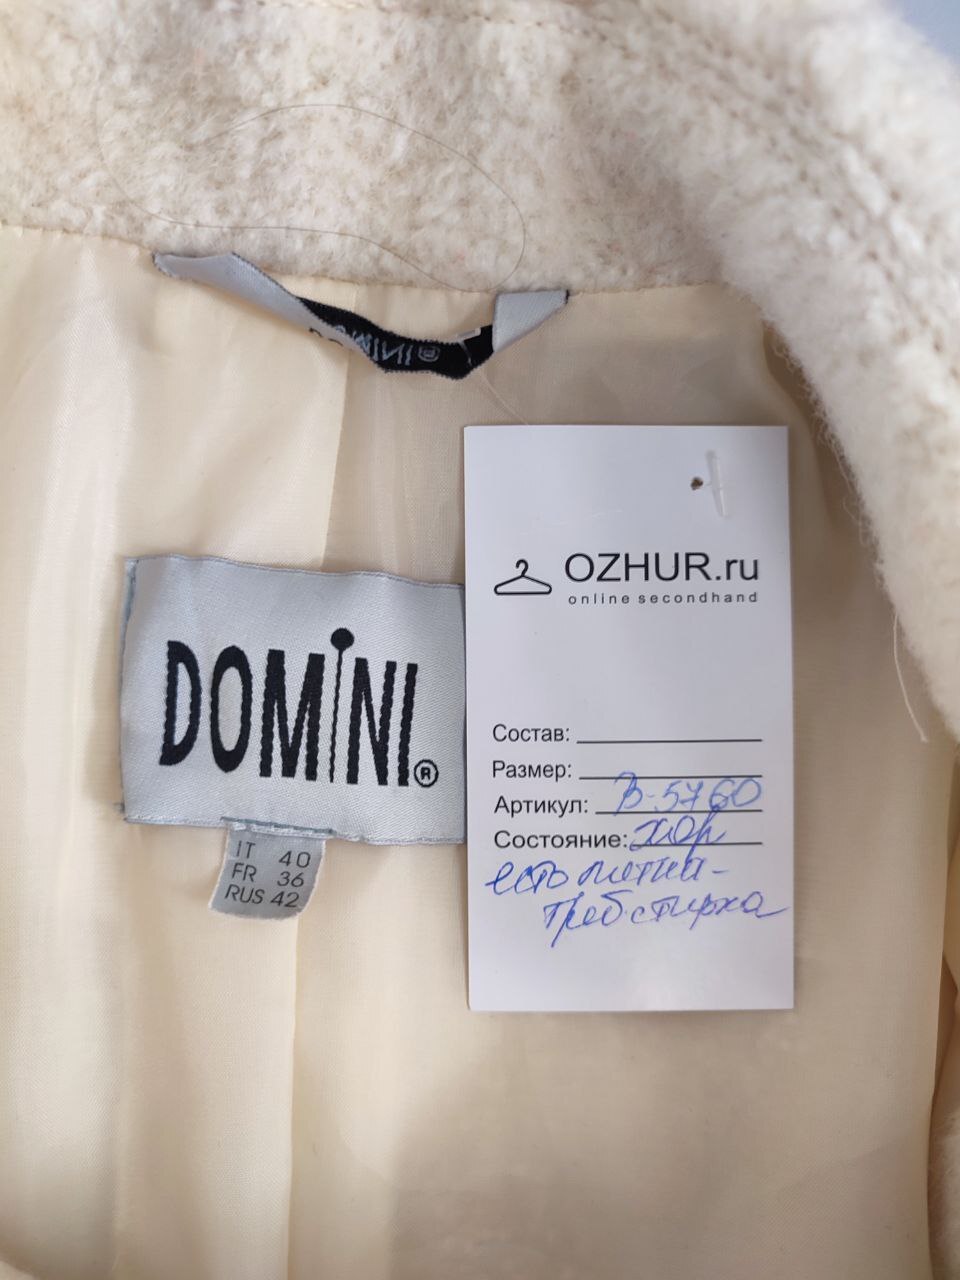 DOMINI®
OZHUR.ru
online secondhand
Состав:
Размер:
Артикул: В-5760
Состояние: хор
есть пятна-
треб. стирка
DOMINI®
IT 40
FR 36
RUS 42